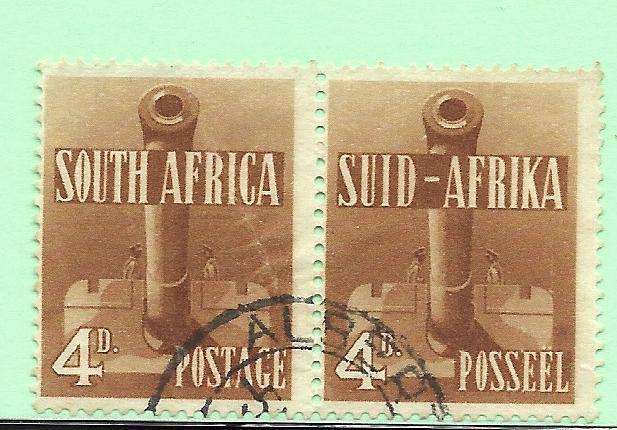 SOUTH AFRICA
4D. POSTAGE
SUID-AFRIKA
4D. POSSEËL